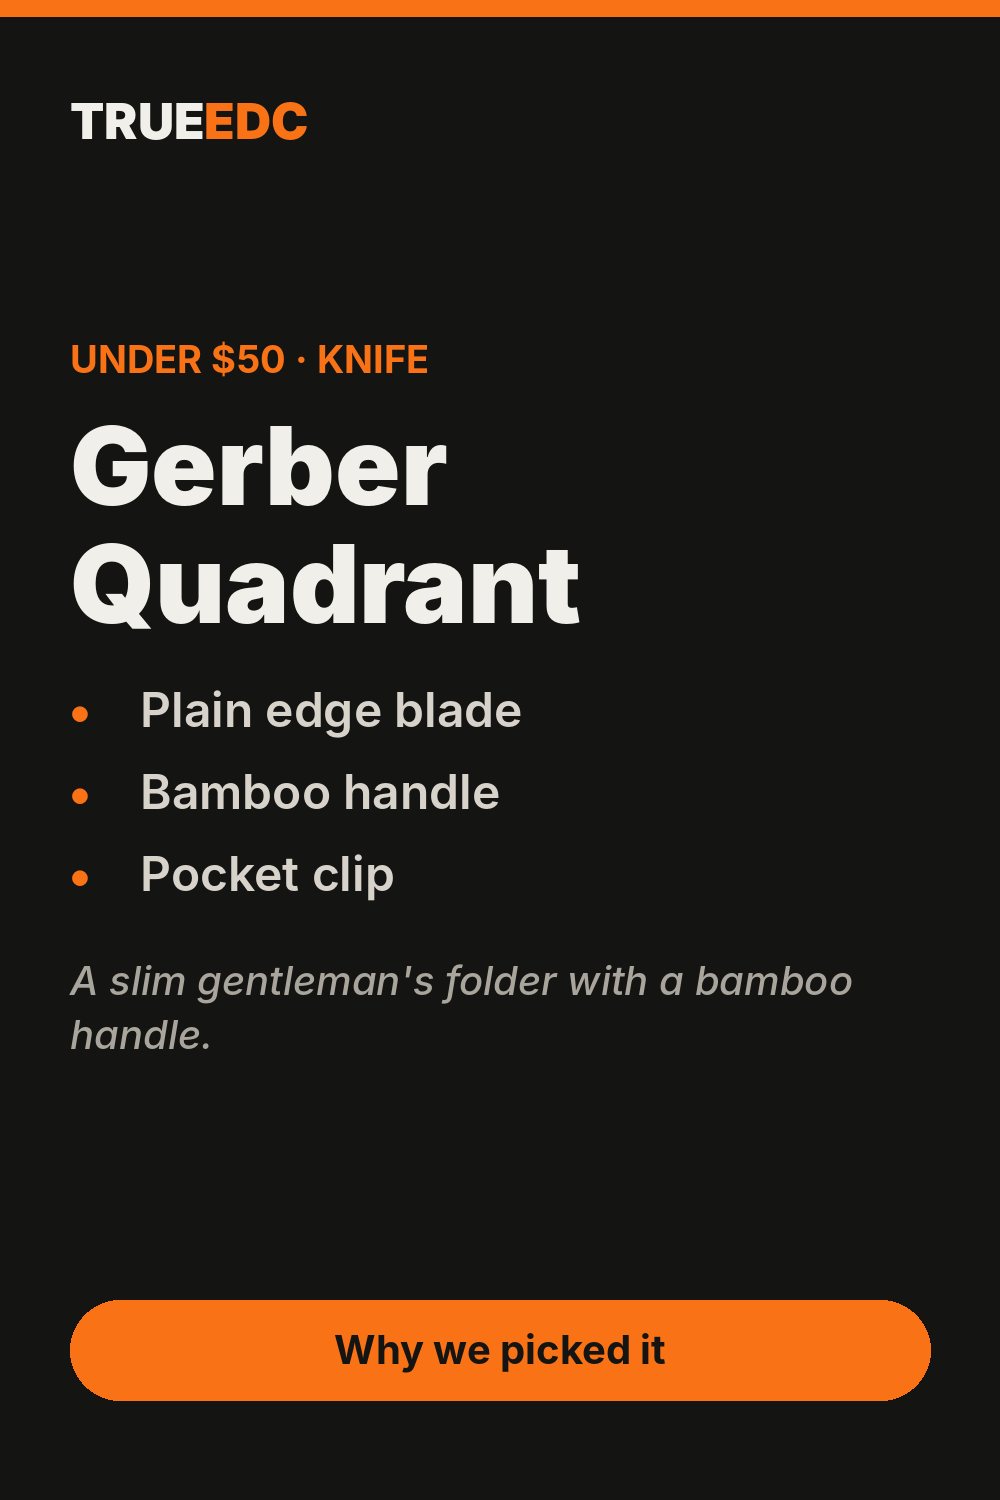 TRUEEDC
UNDER $50 · KNIFE
Gerber
Quadrant
• Plain edge blade
• Bamboo handle
• Pocket clip
A slim gentleman's folder with a bamboo
handle.
Why we picked it